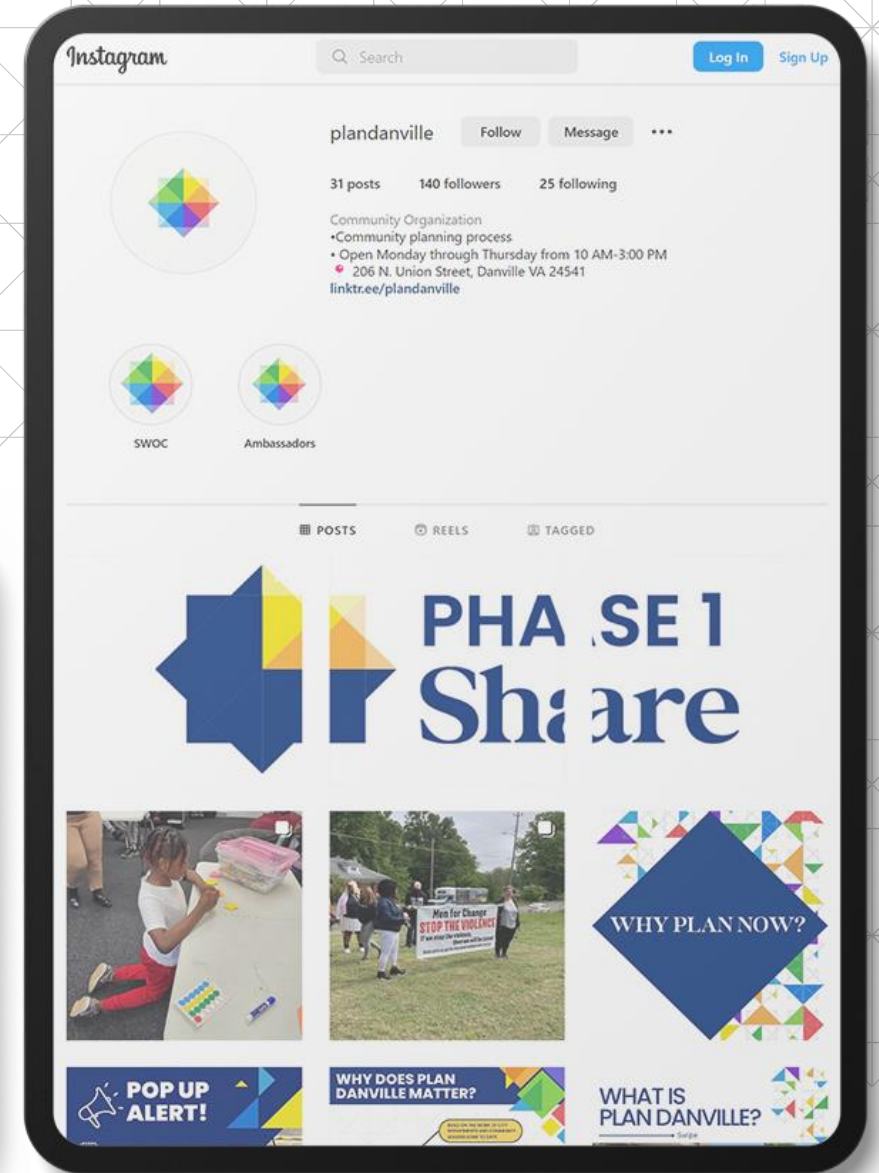 Instagram
Search
Log In
Sign Up
plandanville
Follow
Message
31 posts
140 followers
25 following
Community Organization
•Community planning process
• Open Monday through Thursday from 10 AM-3:00 PM
206 N. Union Street, Danville VA 24541
linktr.ee/plandanville
SWOC
Ambassadors
POSTS
REELS
TAGGED
PHASE 1
Share
Men for Change
STOP THE VIOLENCE
WHY PLAN NOW?
POP UP
ALERT!
WHY DOES PLAN
DANVILLE MATTER?
WHAT IS
PLAN DANVILLE?
Swipe